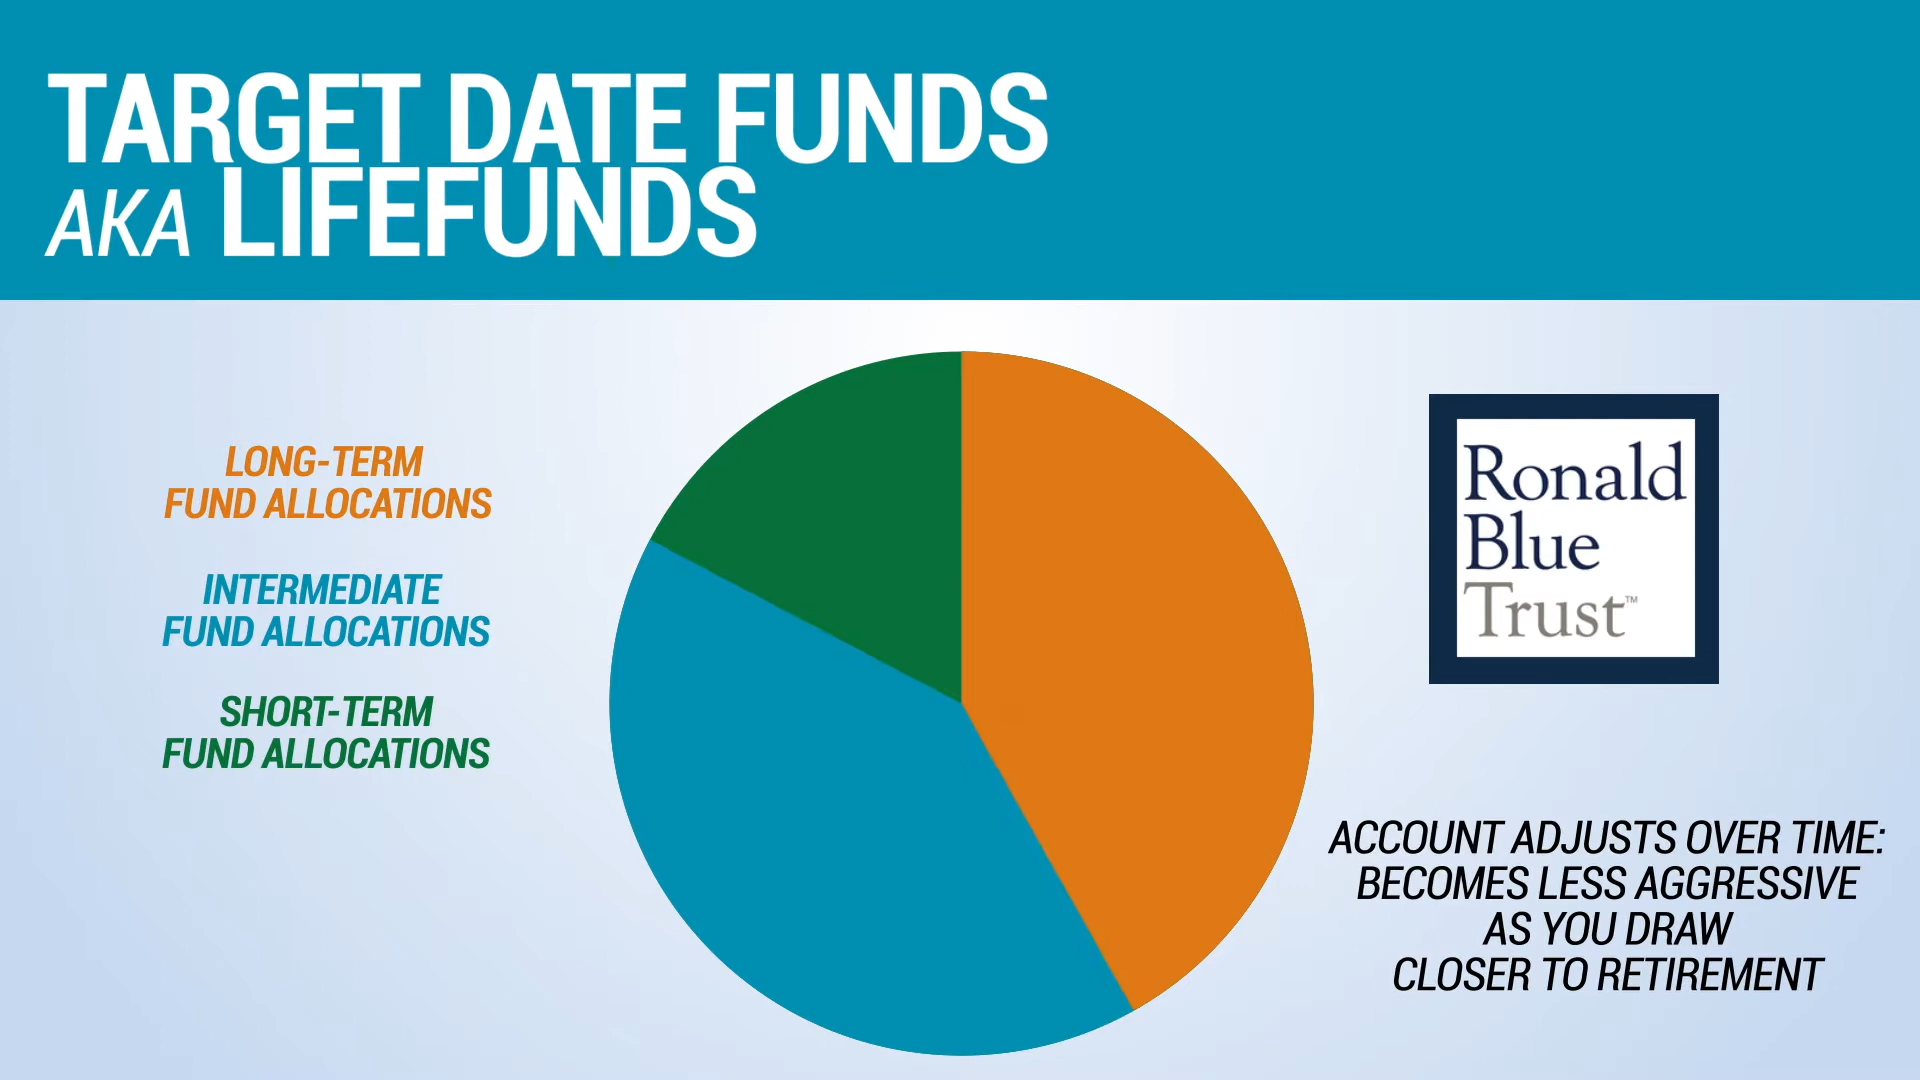 TARGET DATE FUNDS
AKA LIFEFUNDS
LONG-TERM
FUND ALLOCATIONS
INTERMEDIATE
FUND ALLOCATIONS
SHORT-TERM
FUND ALLOCATIONS
Ronald
Blue
Trust™
ACCOUNT ADJUSTS OVER TIME:
BECOMES LESS AGGRESSIVE
AS YOU DRAW
CLOSER TO RETIREMENT